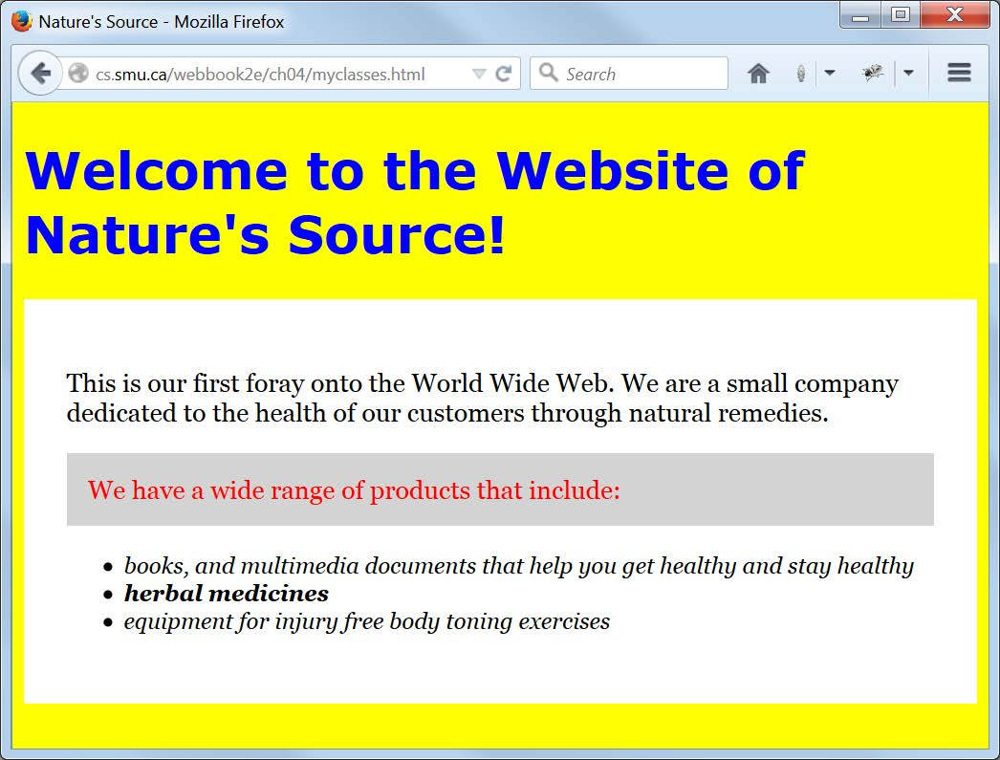 Nature's Source - Mozilla Firefox
cs.smu.ca/webbook2e/ch04/myclasses.html Search
Welcome to the Website of
Nature's Source!
This is our first foray onto the World Wide Web. We are a small company
dedicated to the health of our customers through natural remedies.
We have a wide range of products that include:
• books, and multimedia documents that help you get healthy and stay healthy
• herbal medicines
• equipment for injury free body toning exercises